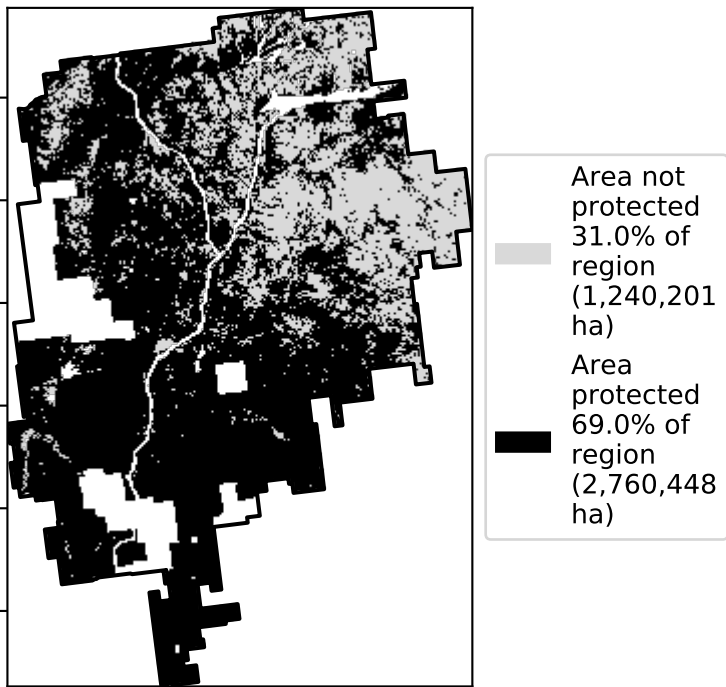 Area not
protected
31.0% of
region
(1,240,201
ha)
Area
protected
69.0% of
region
(2,760,448
ha)